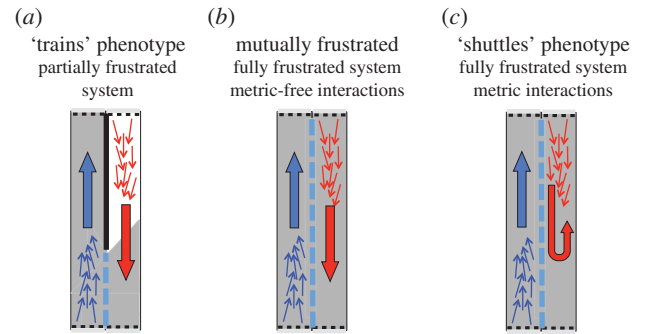 (a)
‘trains’ phenotype
partially frustrated
system
(b)
mutually frustrated
fully frustrated system
metric-free interactions
(c)
‘shuttles’ phenotype
fully frustrated system
metric interactions